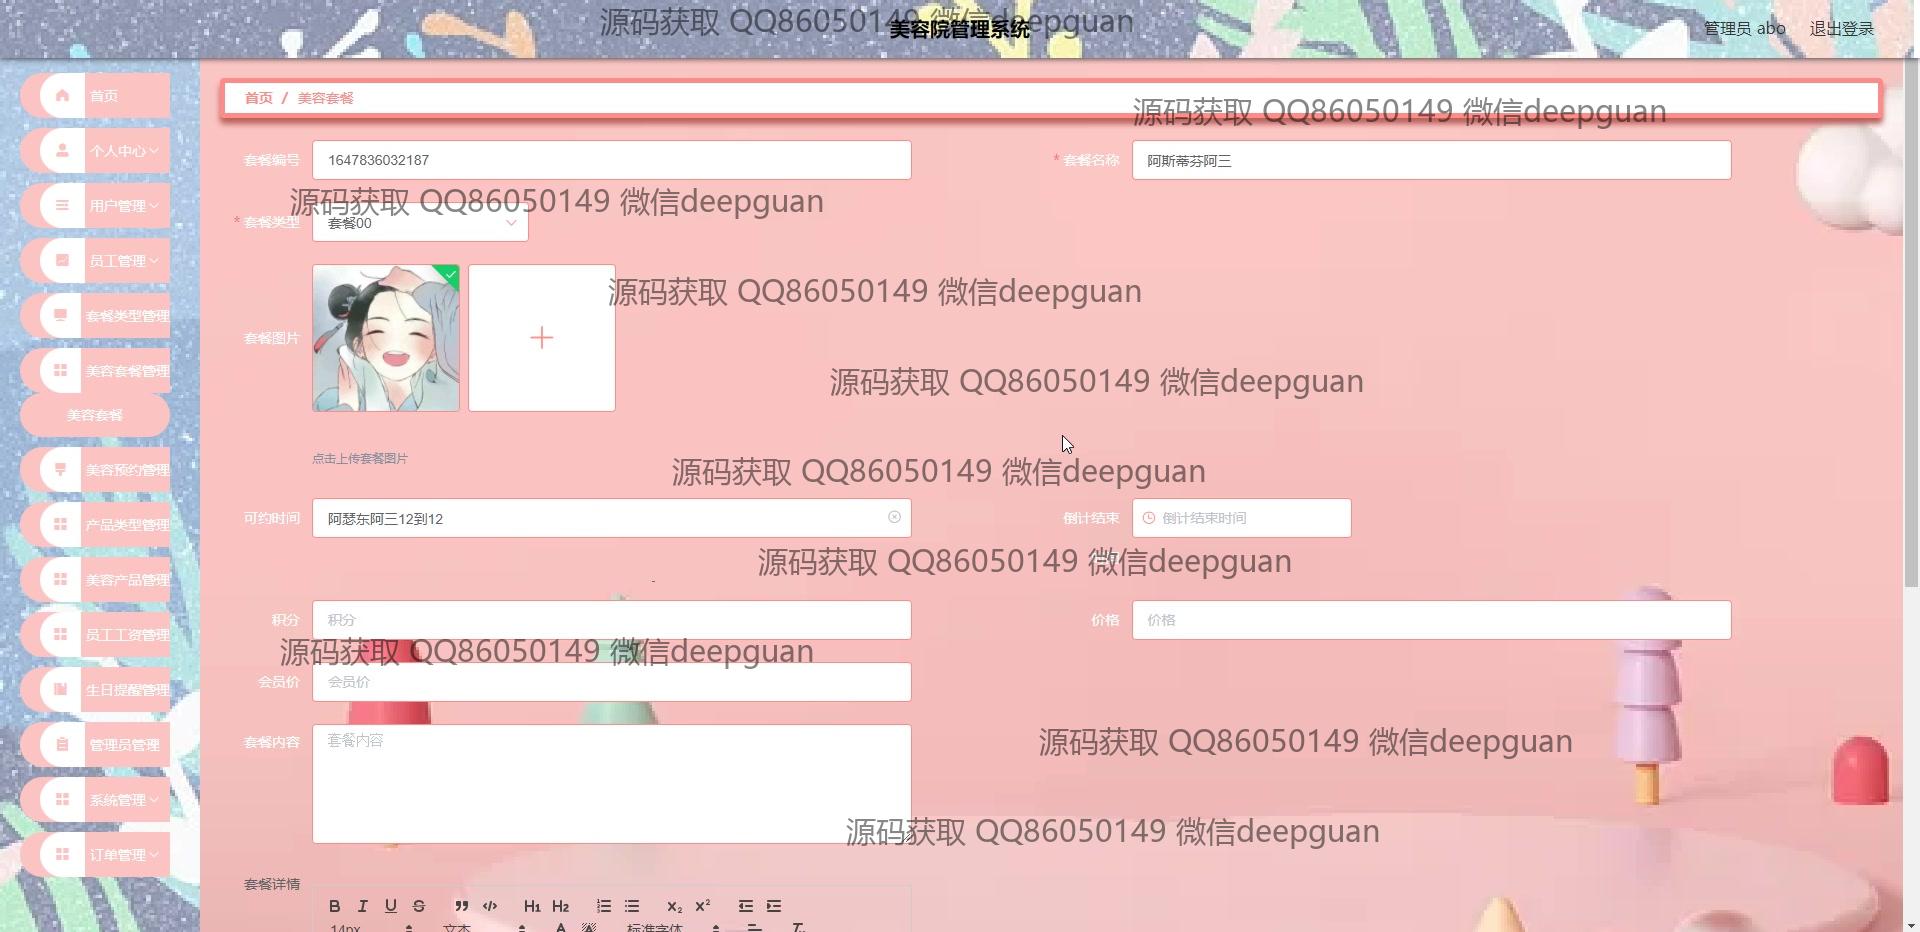 源码获取 QQ86050149 微信deepguan
美容院管理系统
管理员 abo 退出登录
首页
首页 / 美容套餐
源码获取 QQ86050149 微信deepguan
个人中心
套餐编号 1647836032187
* 套餐名称 阿斯蒂芬阿三
源码获取 QQ86050149 微信deepguan
用户管理
* 套餐类型 套餐00
员工管理
源码获取 QQ86050149 微信deepguan
套餐类型管理
套餐图片
美容套餐管理
源码获取 QQ86050149 微信deepguan
美容套餐
点击上传套餐图片
美容预约管理
源码获取 QQ86050149 微信deepguan
可约时间 阿瑟东阿三12到12
倒计结束 倒计结束时间
产品类型管理
源码获取 QQ86050149 微信deepguan
美容产品管理
积分 积分
价格 价格
员工工资管理
源码获取 QQ86050149 微信deepguan
会员价 会员价
生日提醒管理
套餐内容 套餐内容
管理员管理
源码获取 QQ86050149 微信deepguan
系统管理
源码获取 QQ86050149 微信deepguan
订单管理
套餐详情
B I U S H1 H2 X2 X2
14px 文本 A 标准字体